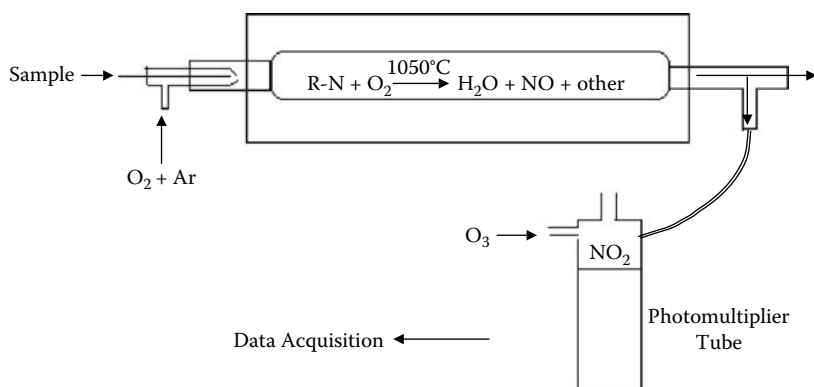 1050°C
Sample
R-N + O₂ → H₂O + NO + other
O₂ + Ar
O₃
NO₂
Photomultiplier
Tube
Data Acquisition